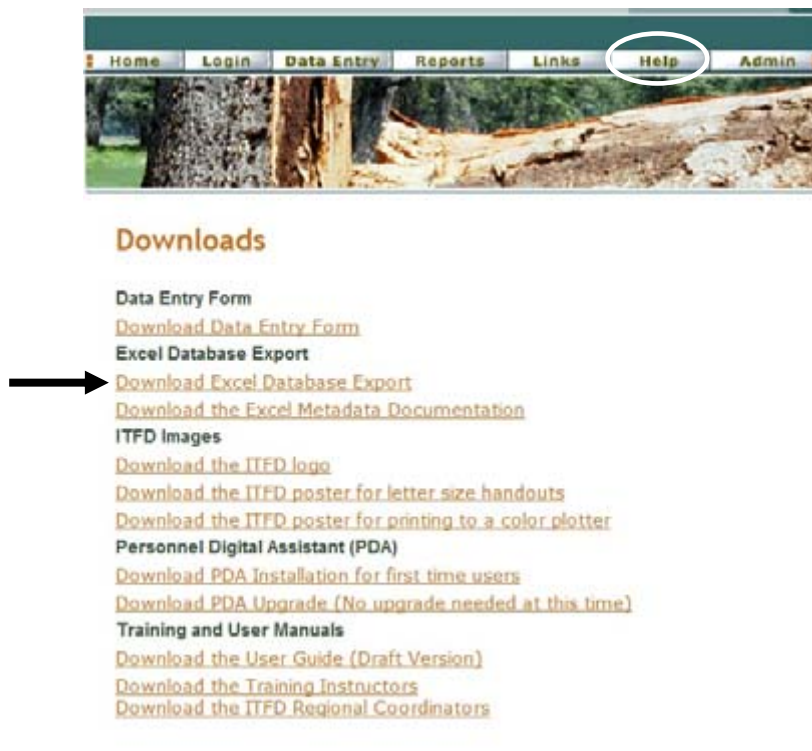 Home Login Data Entry Reports Links Help Admin
Downloads
Data Entry Form
Download Data Entry Form
Excel Database Export
Download Excel Database Export
Download the Excel Metadata Documentation
ITFD Images
Download the ITFD logo
Download the ITFD poster for letter size handouts
Download the ITFD poster for printing to a color plotter
Personnel Digital Assistant (PDA)
Download PDA Installation for first time users
Download PDA Upgrade (No upgrade needed at this time)
Training and User Manuals
Download the User Guide (Draft Version)
Download the Training Instructors
Download the ITFD Regional Coordinators